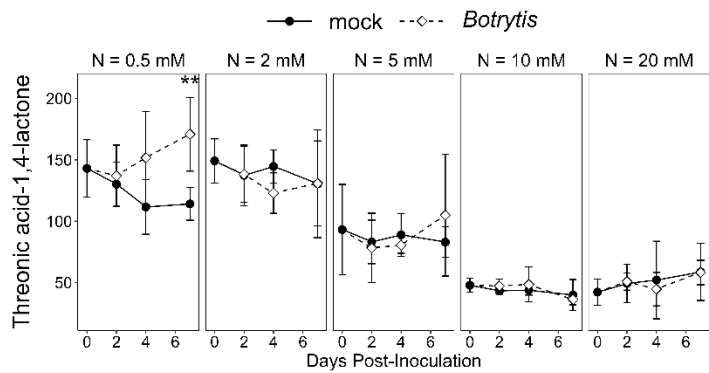 mock Botrytis
N = 0.5 mM N = 2 mM N = 5 mM N = 10 mM N = 20 mM
**
Threonic acid-1,4-lactone
200
150
100
50
0 2 4 6 0 2 4 6 0 2 4 6 0 2 4 6 0 2 4 6
Days Post-Inoculation